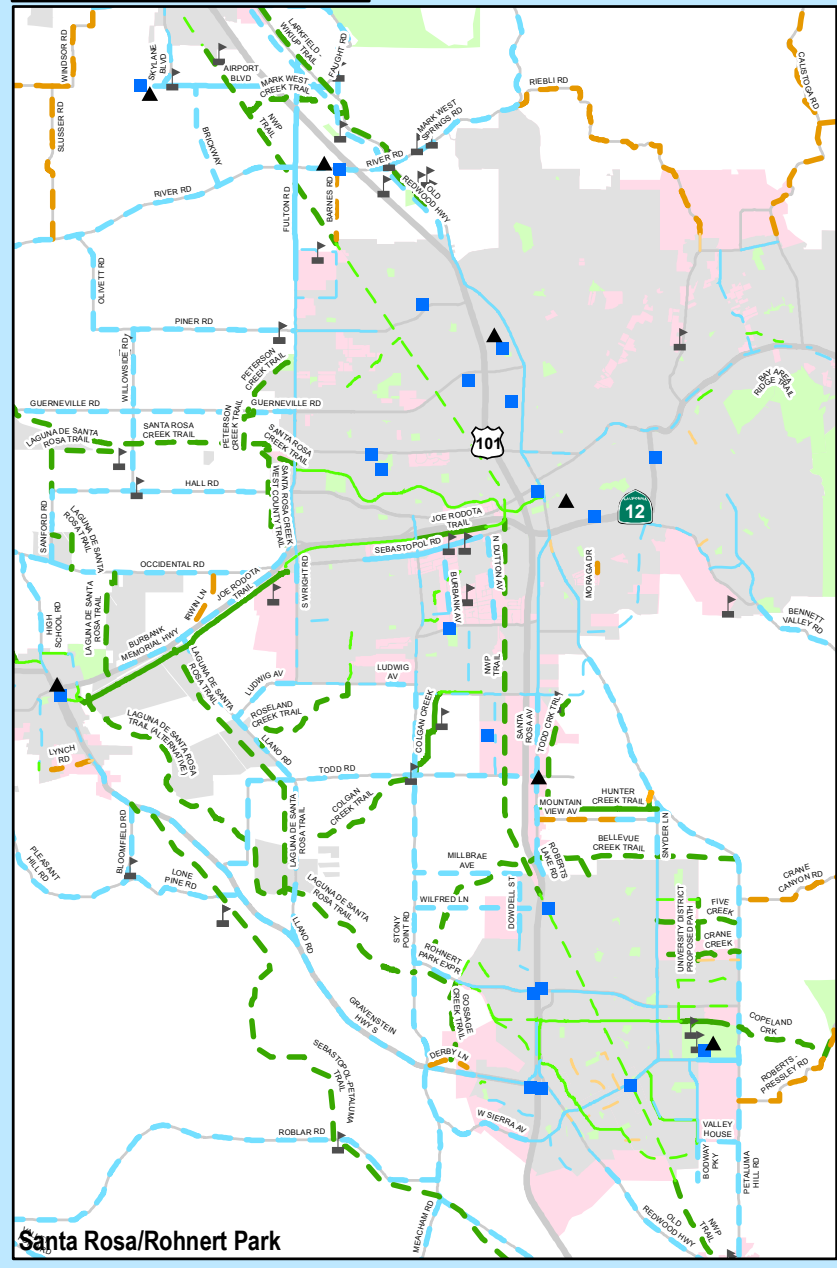 WINDSOR RD
SKYLANE
BLVD
AIRPORT
BLVD
LARKFIELD -
WIKIUP TRAIL
FAUGHT RD
MARK WEST
CREEK TRAIL
SLUSSER RD
BRICKWAY
NWP
TRAIL
MARK WEST
SPRINGS RD
RIEBLI RD
CALISTOGA RD
RIVER RD
RIVER RD
FULTON RD
BARNES RD
OLD
REDWOOD HWY
OLIVETT RD
PINER RD
WILLOWSIDE RD
PETERSON
CREEK TRAIL
BAY AREA
RIDGE TRAIL
GUERNEVILLE RD
GUERNEVILLE RD
PETERSON
CREEK TRAIL
LAGUNA DE SANTA
ROSA TRAIL
SANTA ROSA
CREEK TRAIL
SANTA ROSA
CREEK TRAIL
101
HALL RD
SANTA ROSA CREEK
WEST COUNTY TRAIL
CALIFORNIA
12
SANFORD RD
LAGUNA DE SANTA
ROSA TRAIL
JOE RODOTA
TRAIL
SEBASTOPOL RD
OCCIDENTAL RD
N DUTTON AV
MORAGA DR
HIGH
SCHOOL RD
LAGUNA DE SANTA
ROSA TRAIL
IRWIN LN
JOE RODOTA
TRAIL
S WRIGHT RD
BURBANK AV
BENNETT
VALLEY RD
BURBANK
MEMORIAL HWY
LAGUNA DE SANTA
ROSA TRAIL
LUDWIG AV
LUDWIG
AV
NWP
TRAIL
ROSELAND
CREEK TRAIL
COLGAN CREEK
SANTA
ROSA AV
TODD CRK TRL
LAGUNA DE SANTA ROSA
TRAIL (ALTERNATIVE)
LLANO RD
LYNCH
RD
TODD RD
COLGAN
CREEK TRAIL
HUNTER
CREEK TRAIL
MOUNTAIN
VIEW AV
LAGUNA DE SANTA
ROSA TRAIL
BLOOMFIELD RD
PLEASANT
HILL RD
LONE
PINE RD
MILLBRAE
AVE
ROBERTS
LAKE RD
BELLEVUE
CREEK TRAIL
SNYDER LN
CRANE
CANYON RD
LAGUNA DE SANTA
ROSA TRAIL
WILFRED LN
DOWDELL ST
FIVE
CREEK
CRANE
CREEK
UNIVERSITY DISTRICT
PROPOSED PATH
LLANO RD
STONY
POINT RD
ROHNERT
PARK EXPR
GRAVENSTEIN
HWY S
GOSSAGE
CREEK TRAIL
COPELAND
CRK
DERBY LN
SEBASTOPOL-PETALUMA
TRAIL
ROBERTS -
PRESSLEY RD
W SIERRA AV
ROBLAR RD
VALLEY
HOUSE
BODWAY
PKY
PETALUMA
HILL RD
MEACHAM RD
OLD
REDWOOD HWY
NWP
TRAIL
Santa Rosa/Rohnert Park